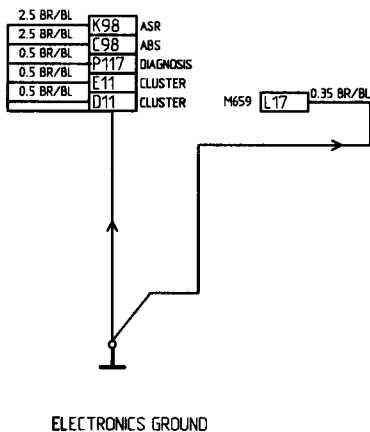 2.5 BR/BL K98 ASR
2.5 BR/BL C98 ABS
0.5 BR/BL P117 DIAGNOSIS
0.5 BR/BL E11 CLUSTER
0.5 BR/BL D11 CLUSTER
M659 L17 0.35 BR/BL
ELECTRONICS GROUND